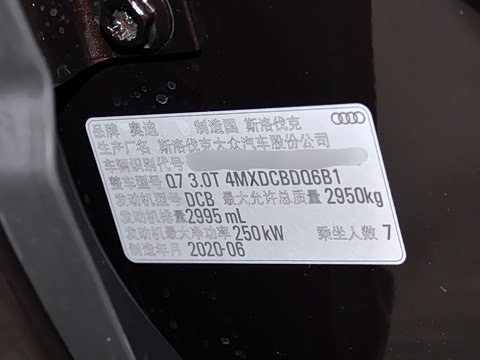 品牌 奥迪 制造国 斯洛伐克
生产厂名 斯洛伐克大众汽车股份公司
车辆识别代号
整车型号 Q7 3.0T 4MXDCBDQ6B1
发动机型号 DCB 最大允许总质量 2950kg
发动机排量 2995 mL
发动机最大净功率 250 kW 乘坐人数 7
制造年月 2020-06